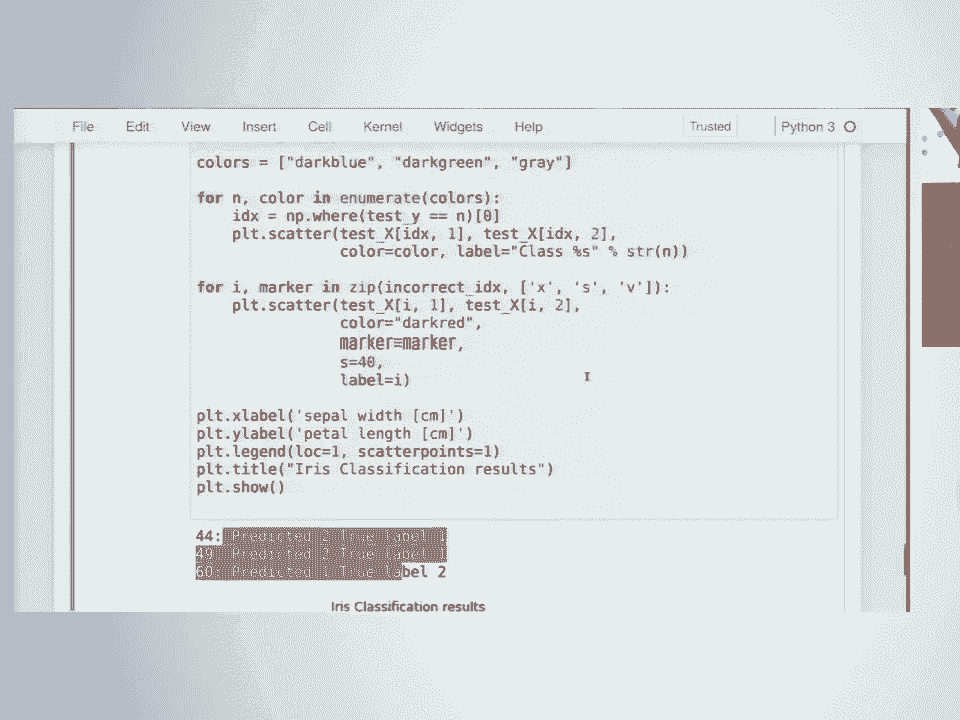 File Edit View Insert Cell Kernel Widgets Help Trusted Python 3
colors = ["darkblue", "darkgreen", "gray"]
for n, color in enumerate(colors):
idx = np.where(test_y == n)[0]
plt.scatter(test_X[idx, 1], test_X[idx, 2],
color=color, label="Class %s" % str(n))
for i, marker in zip(incorrect_idx, ['x', 's', 'v']):
plt.scatter(test_X[i, 1], test_X[i, 2],
color="darkred",
marker=marker,
s=40,
label=i)
plt.xlabel('sepal width [cm]')
plt.ylabel('petal length [cm]')
plt.legend(loc=1, scatterpoints=1)
plt.title("Iris Classification results")
plt.show()
44: Predicted 2 True label 1
49: Predicted 2 True label 1
60: Predicted 1 True label 2
Iris Classification results